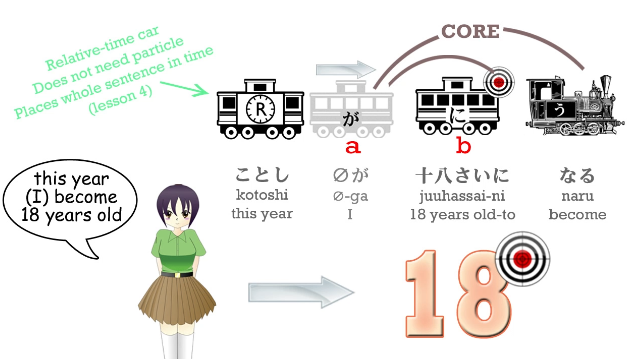 Relative-time car
Does not need particle
Places whole sentence in time
(lesson 4)
CORE
R
が
に
う
a
b
ことし
∅が
十八さいに
なる
kotoshi
∅-ga
juuhassai-ni
naru
this year
I
18 years old-to
become
this year
(I) become
18 years old
18